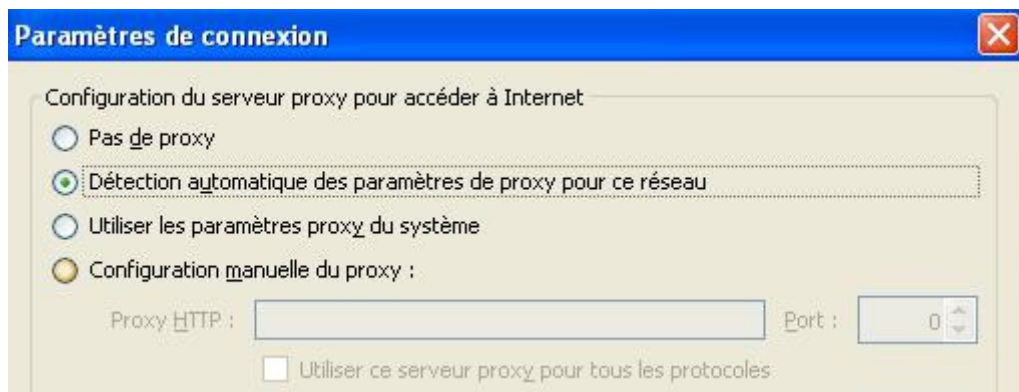 Paramètres de connexion
Configuration du serveur proxy pour accéder à Internet
Pas de proxy
Détection automatique des paramètres de proxy pour ce réseau
Utiliser les paramètres proxy du système
Configuration manuelle du proxy :
Proxy HTTP : Port : 0
Utiliser ce serveur proxy pour tous les protocoles